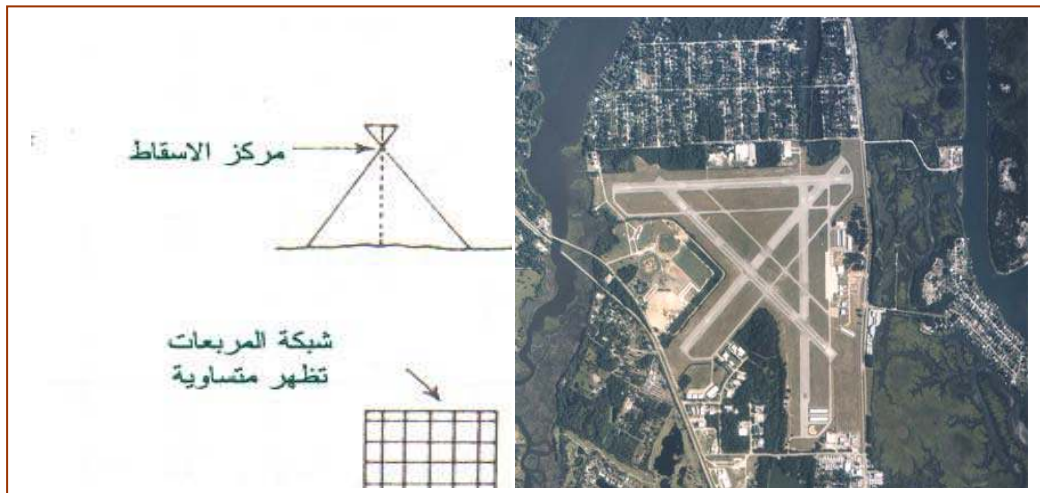 مركز الاسقاط
شبكة المربعات
تظهر متساوية